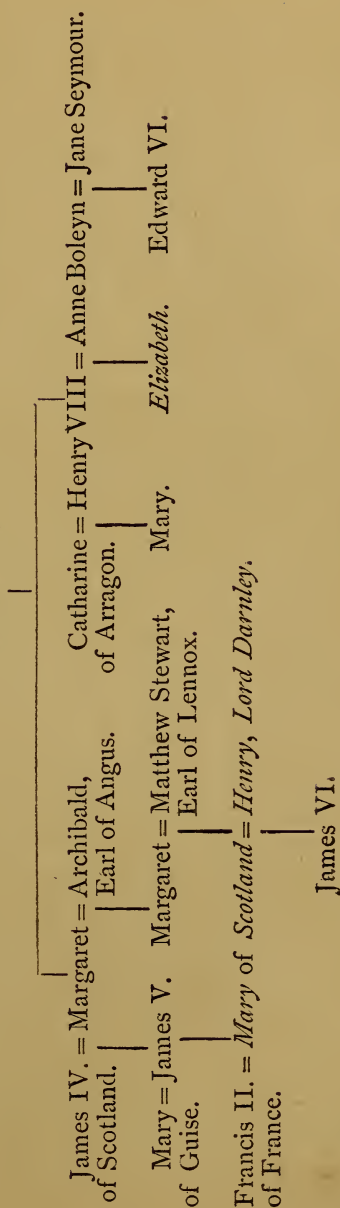 James IV. = Margaret = Archibald, Catharine = Henry VIII = Anne Boleyn = Jane Seymour.
of Scotland. Earl of Angus. of Arragon.
Mary = James V. Margaret = Matthew Stewart, Mary. Elizabeth. Edward VI.
of Guise. Earl of Lennox.
Francis II. = Mary of Scotland = Henry, Lord Darnley.
of France.
James VI.